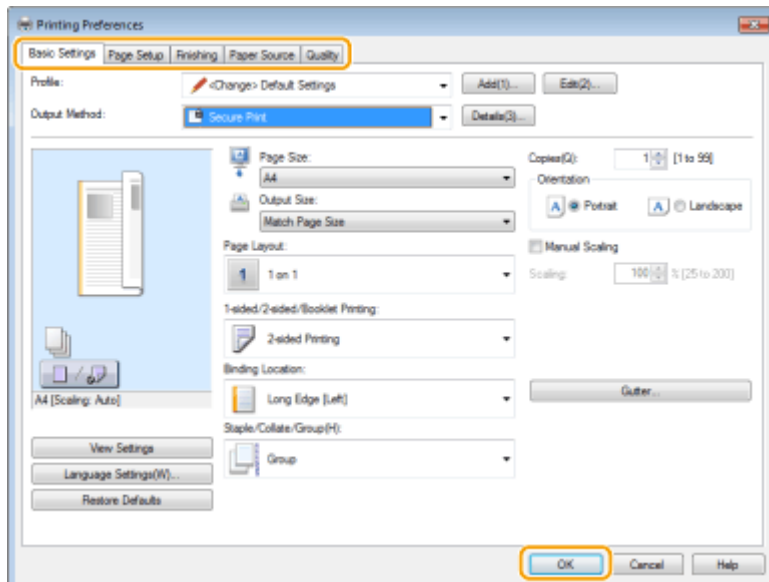 Printing Preferences
Basic Settings Page Setup Finishing Paper Source Quality
Profile: <Change> Default Settings Add(1)... Edit(2)...
Output Method: Secure Print Details(3)...
Page Size:
A4
Output Size:
Match Page Size
Page Layout:
1 1 on 1
1-sided/2-sided/Booklet Printing:
2-sided Printing
Binding Location:
Long Edge [Left]
Staple/Collate/Group(H):
Group
Copies(Q): 1 [1 to 99]
Orientation
A Portrait A Landscape
Manual Scaling
Scaling: 100 % [25 to 200]
Gutter...
A4 [Scaling: Auto]
View Settings
Language Settings(W)...
Restore Defaults
OK Cancel Help